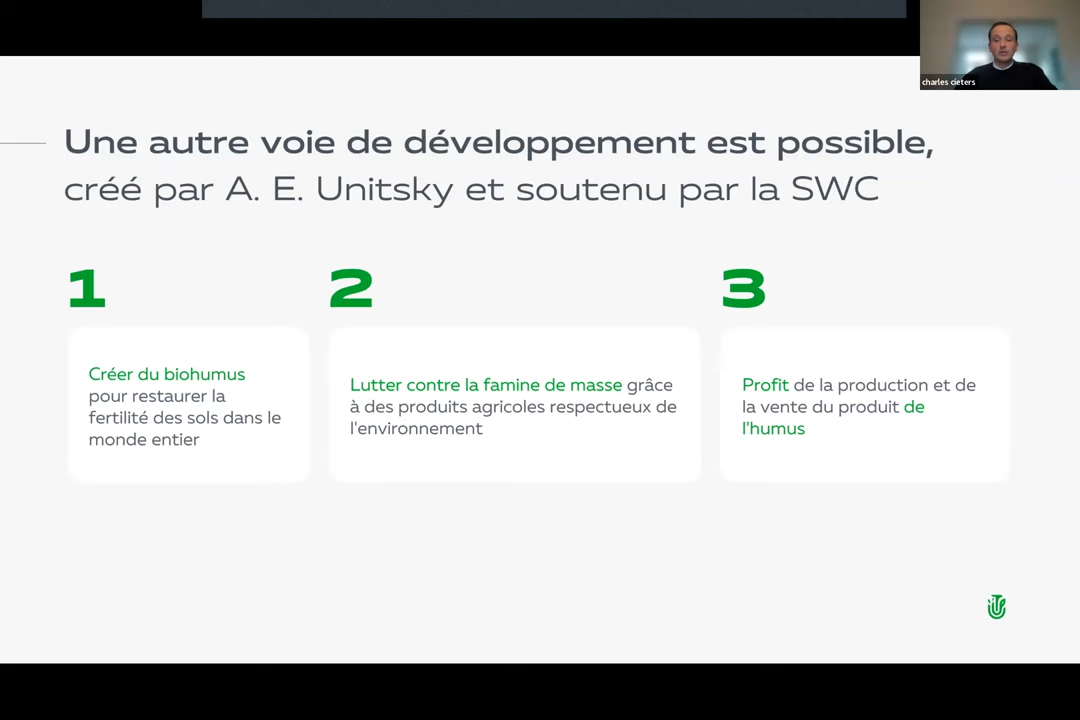 charles cieters
Une autre voie de développement est possible,
créé par A. E. Unitsky et soutenu par la SWC
1
Créer du biohumus
pour restaurer la
fertilité des sols dans le
monde entier
2
Lutter contre la famine de masse grâce
à des produits agricoles respectueux de
l'environnement
3
Profit de la production et de
la vente du produit de
l'humus